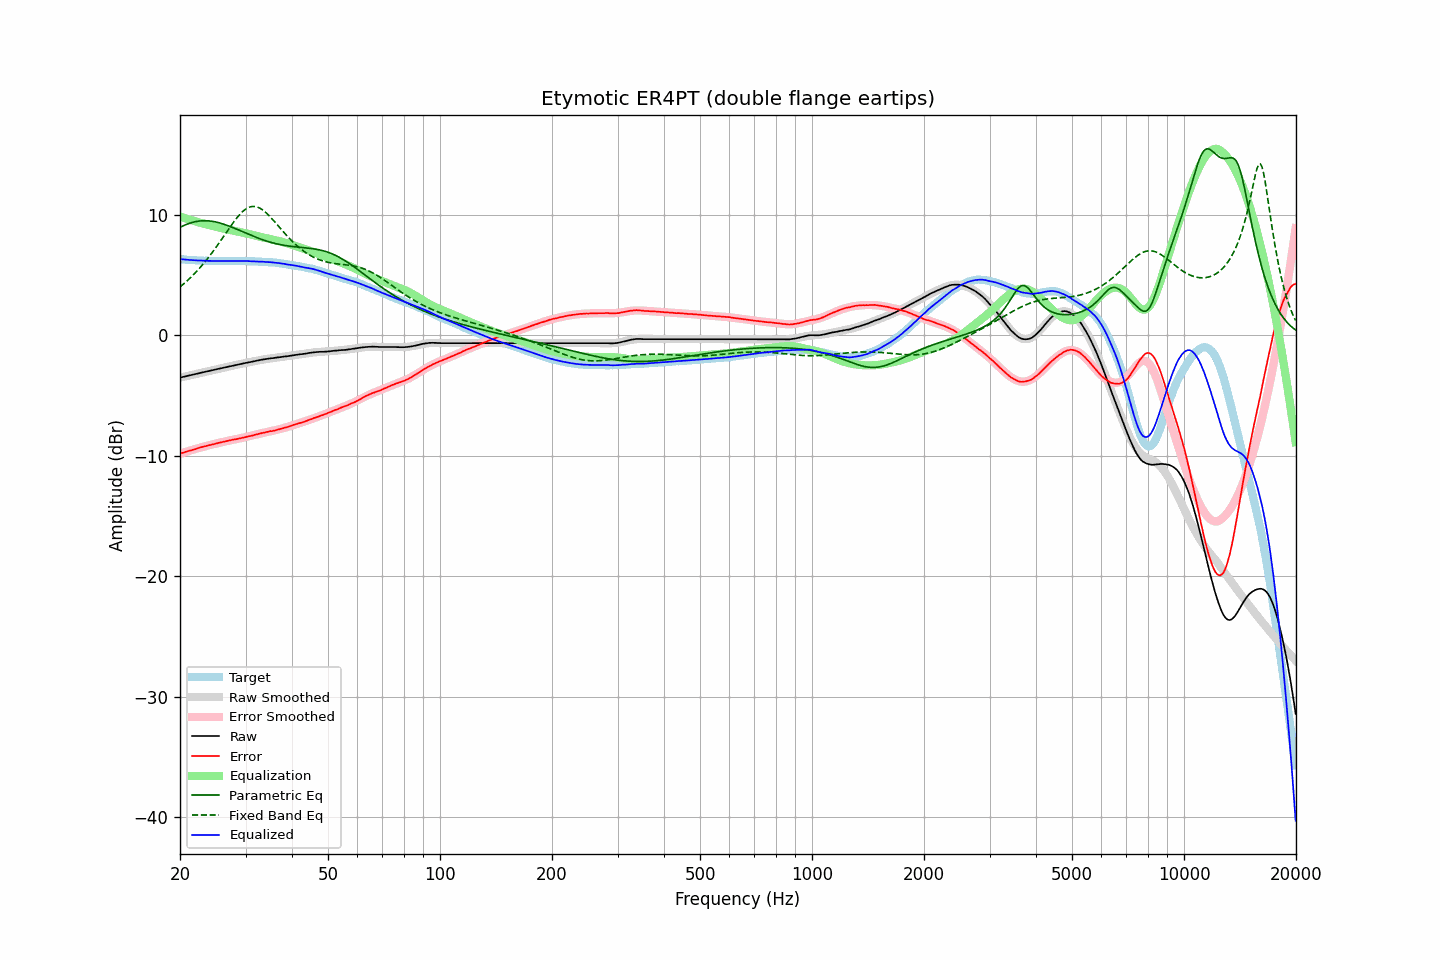 Etymotic ER4PT (double flange eartips)
Amplitude (dBr)
10
0
−10
−20
−30
−40
Target
Raw Smoothed
Error Smoothed
Raw
Error
Equalization
Parametric Eq
Fixed Band Eq
Equalized
20 50 100 200 500 1000 2000 5000 10000 20000
Frequency (Hz)